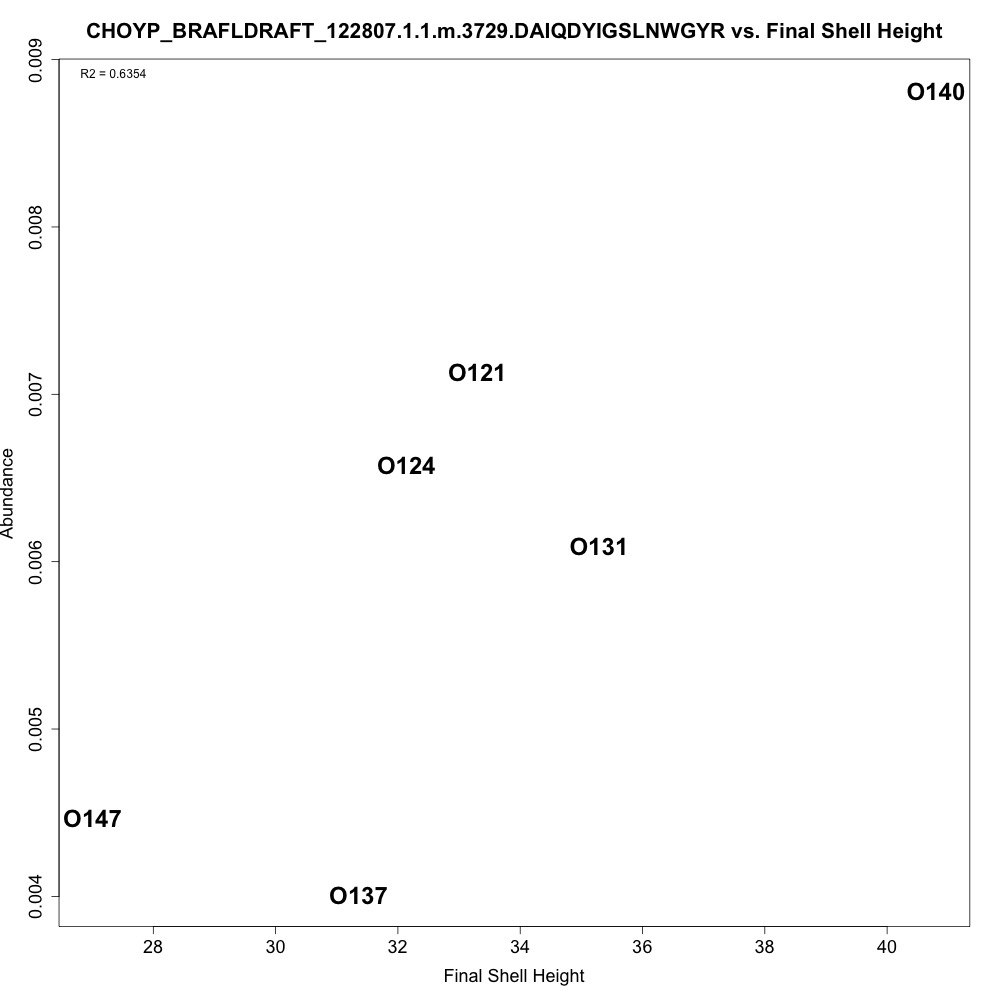 CHOYP_BRAFLDRAFT_122807.1.1.m.3729.DAIQDYIGSLNWGYR vs. Final Shell Height
R2 = 0.6354
0.009
O140
0.008
O121
0.007
O124
Abundance
O131
0.006
0.005
O147
0.004
O137
28 30 32 34 36 38 40
Final Shell Height